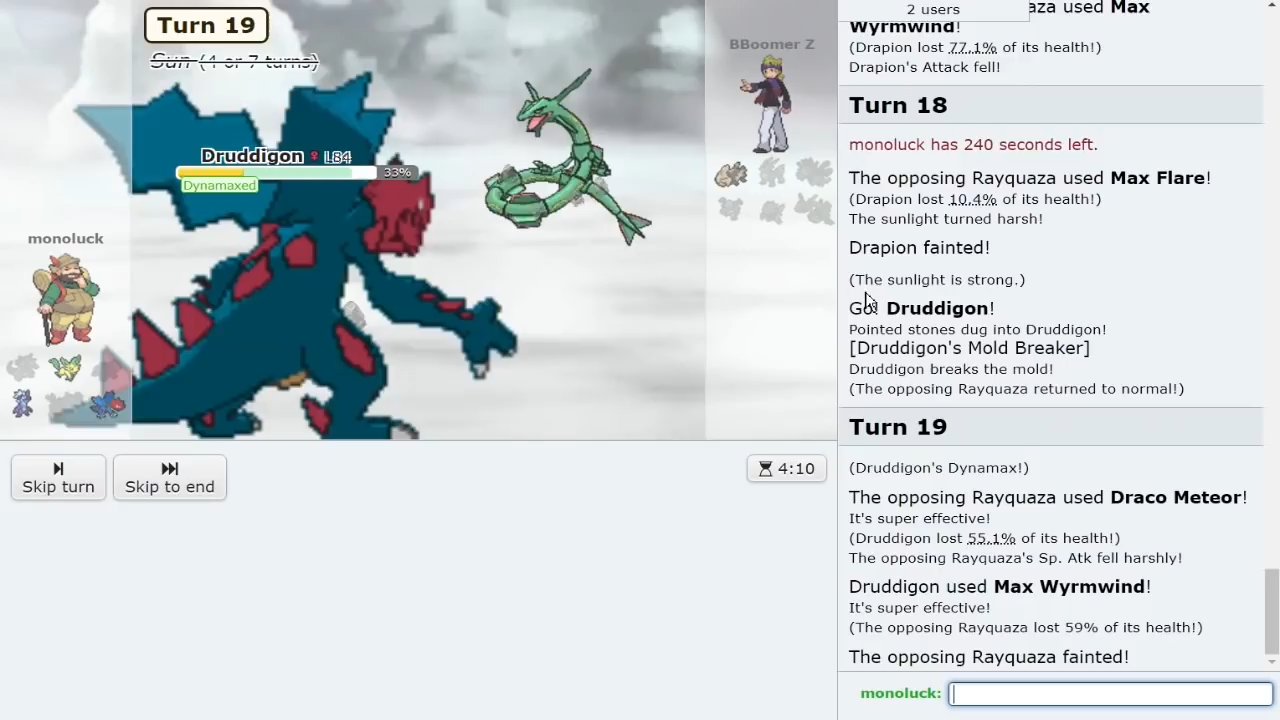 Turn 19
Sun (4 or 7 turns)
BBoomer Z
Druddigon ♀ L84
33%
Dynamaxed
monoluck
Skip turn
Skip to end
4:10
2 users
aza used Max
Wyrmwind!
(Drapion lost 77.1% of its health!)
Drapion's Attack fell!
Turn 18
monoluck has 240 seconds left.
The opposing Rayquaza used Max Flare!
(Drapion lost 10.4% of its health!)
The sunlight turned harsh!
Drapion fainted!
(The sunlight is strong.)
Go! Druddigon!
Pointed stones dug into Druddigon!
[Druddigon's Mold Breaker]
Druddigon breaks the mold!
(The opposing Rayquaza returned to normal!)
Turn 19
(Druddigon's Dynamax!)
The opposing Rayquaza used Draco Meteor!
It's super effective!
(Druddigon lost 55.1% of its health!)
The opposing Rayquaza's Sp. Atk fell harshly!
Druddigon used Max Wyrmwind!
It's super effective!
(The opposing Rayquaza lost 59% of its health!)
The opposing Rayquaza fainted!
monoluck: